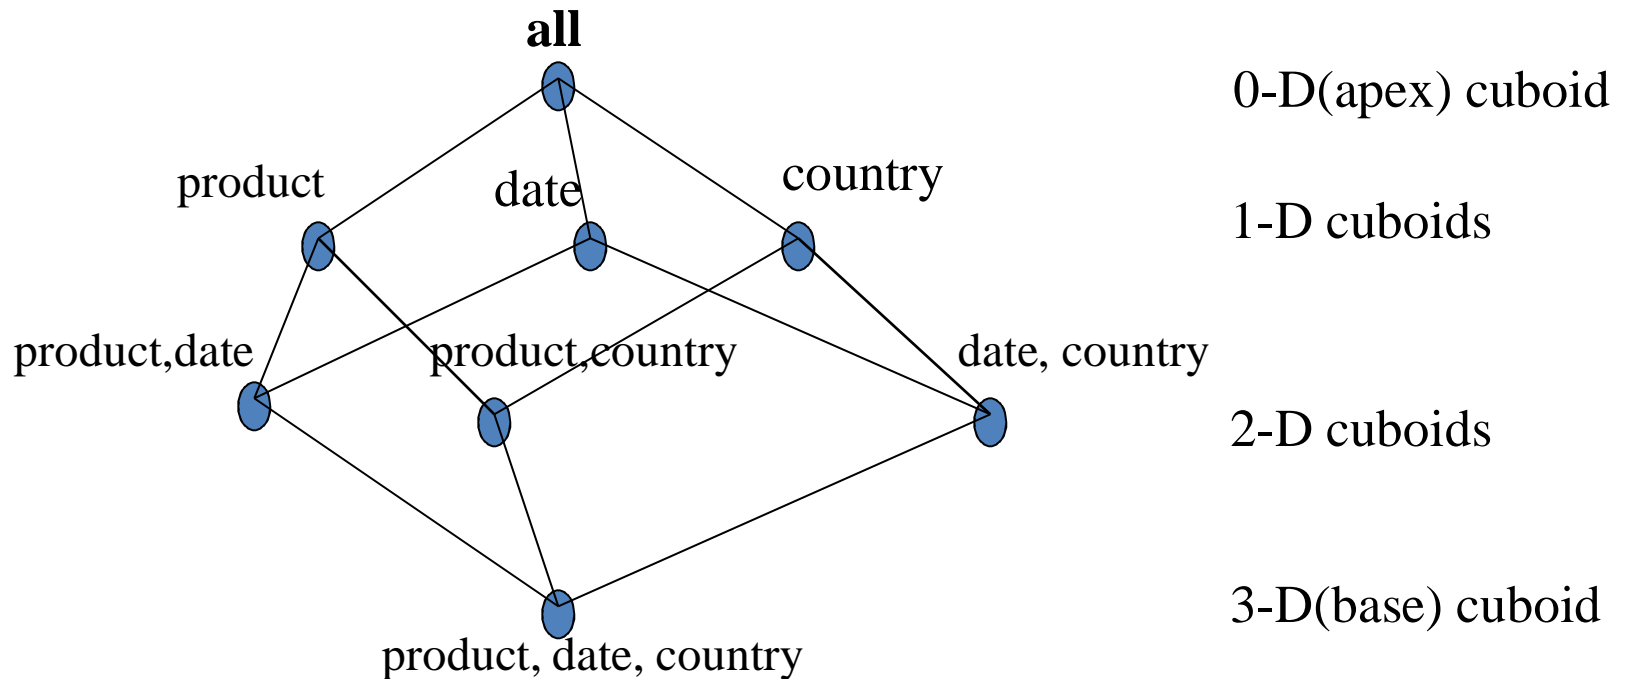 all
0-D(apex) cuboid
product
date
country
1-D cuboids
product,date
product,country
date, country
2-D cuboids
3-D(base) cuboid
product, date, country